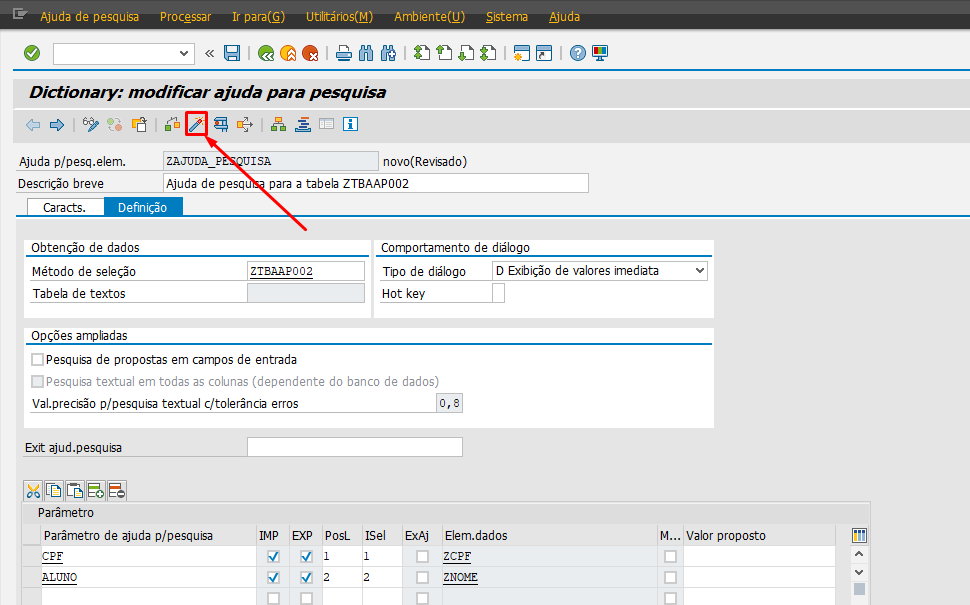 Ajuda de pesquisa Processar Ir para(G) Utilitários(M) Ambiente(U) Sistema Ajuda
Dictionary: modificar ajuda para pesquisa
Ajuda p/pesq.elem. ZAJUDA_PESQUISA novo(Revisado)
Descrição breve Ajuda de pesquisa para a tabela ZTBAAP002
Caracts. Definição
Obtenção de dados Comportamento de diálogo
Método de seleção ZTBAAP002 Tipo de diálogo D Exibição de valores imediata
Tabela de textos Hot key
Opções ampliadas
Pesquisa de propostas em campos de entrada
Pesquisa textual em todas as colunas (dependente do banco de dados)
Val.precisão p/pesquisa textual c/tolerância erros 0,8
Exit ajud.pesquisa
Parâmetro
Parâmetro de ajuda p/pesquisa IMP EXP PosL ISel ExAj Elem.dados M... Valor proposto
CPF 1 1 ZCPF
ALUNO 2 2 ZNOME